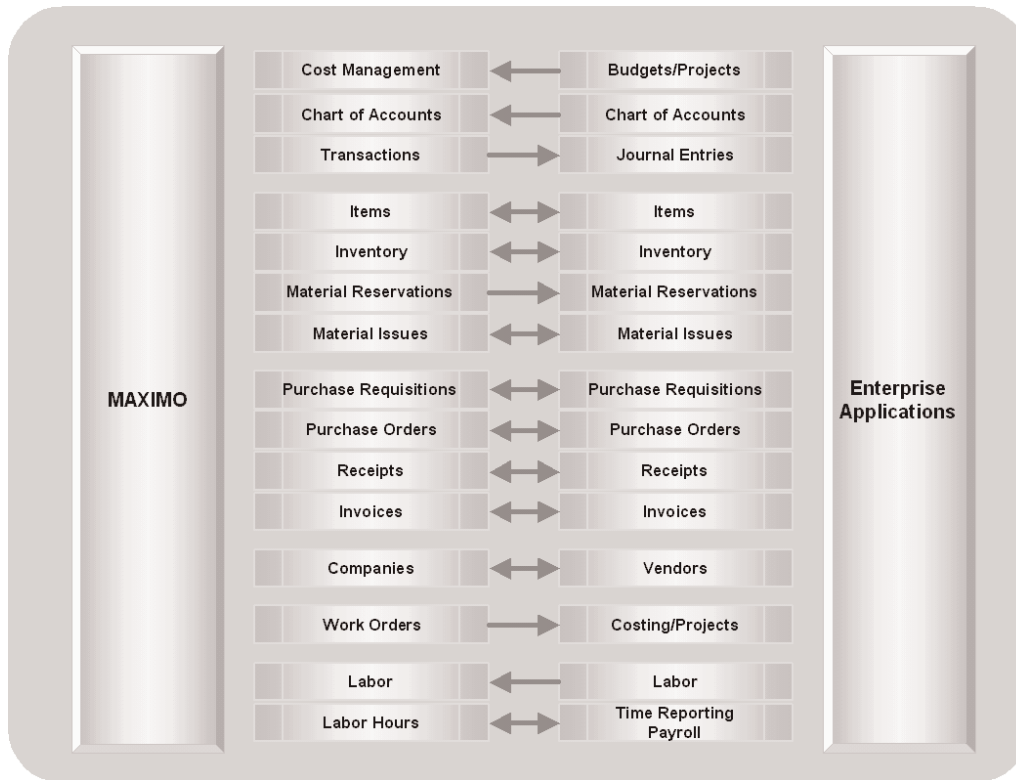 MAXIMO
Cost Management
Budgets/Projects
Chart of Accounts
Chart of Accounts
Transactions
Journal Entries
Items
Items
Inventory
Inventory
Material Reservations
Material Reservations
Material Issues
Material Issues
Purchase Requisitions
Purchase Requisitions
Purchase Orders
Purchase Orders
Receipts
Receipts
Invoices
Invoices
Companies
Vendors
Work Orders
Costing/Projects
Labor
Labor
Labor Hours
Time Reporting
Payroll
Enterprise
Applications